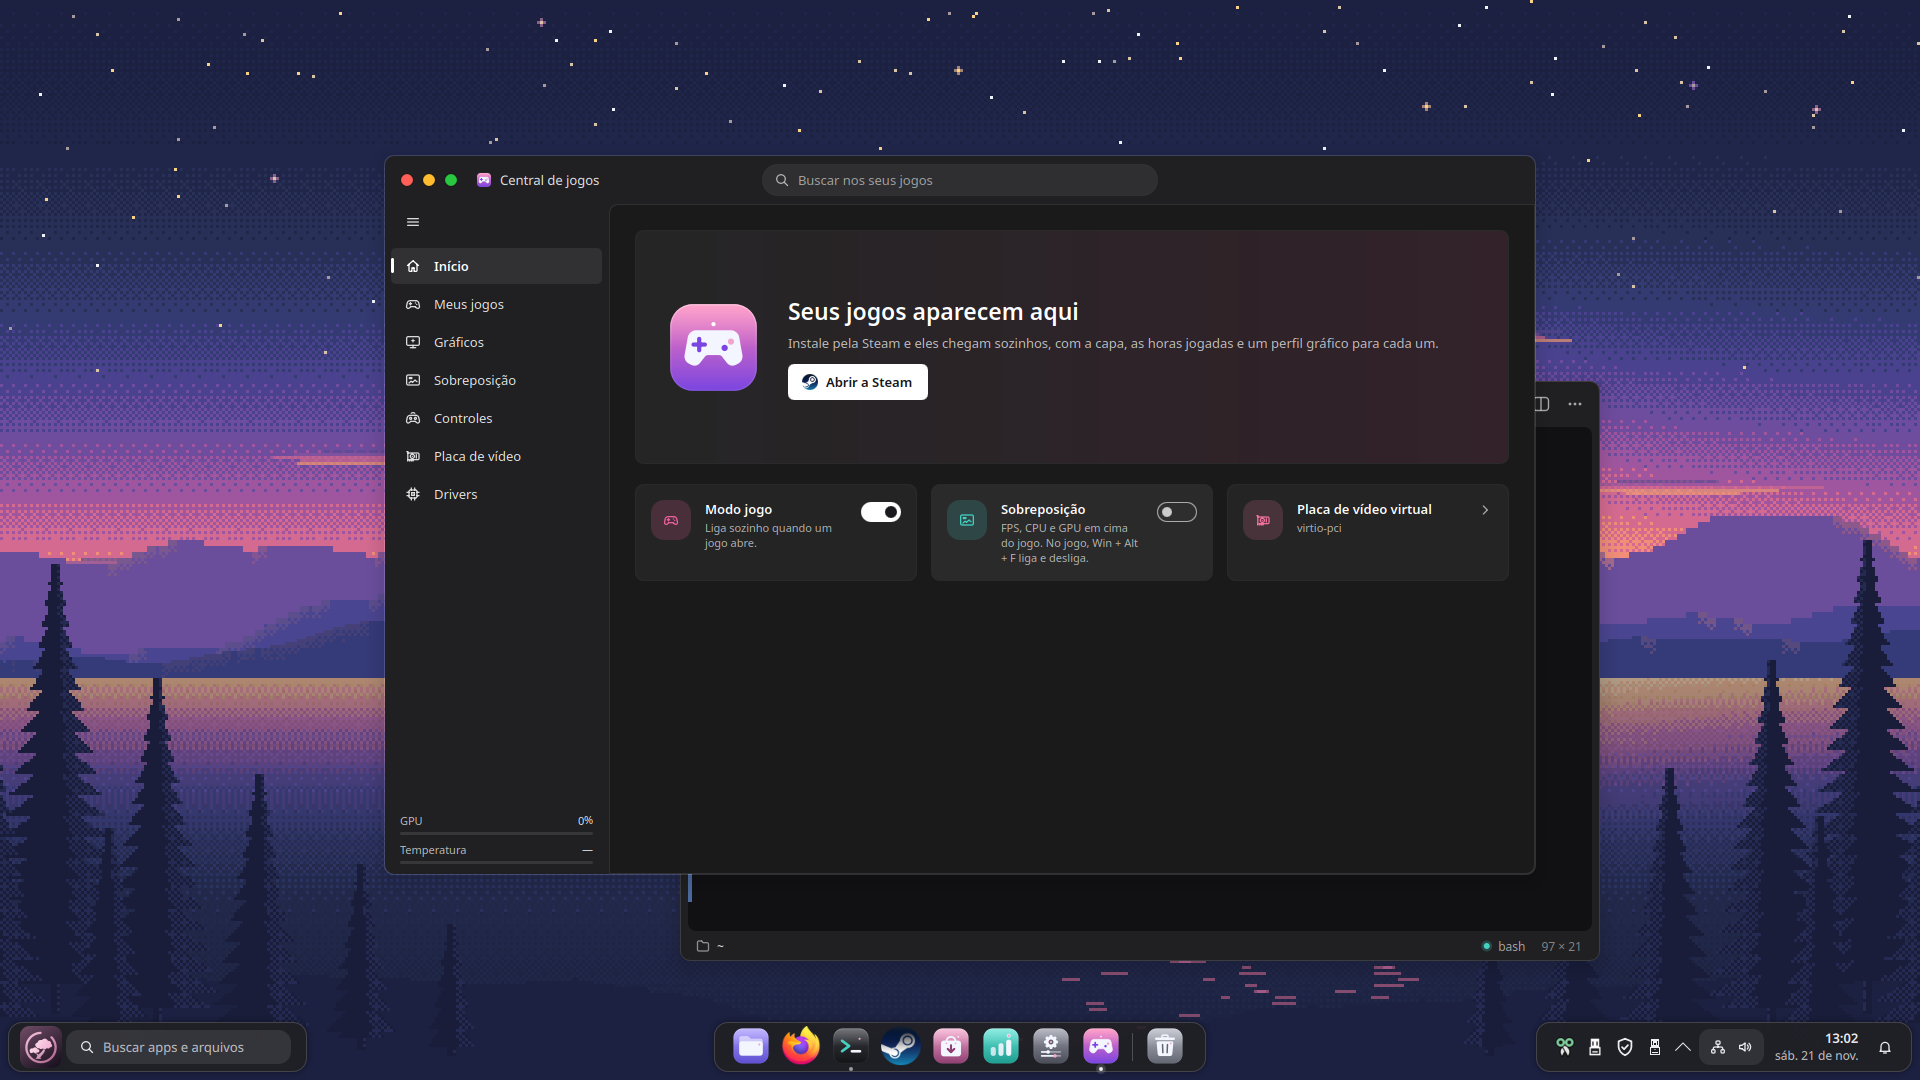 Central de jogos
Buscar nos seus jogos
Início
Meus jogos
Gráficos
Sobreposição
Controles
Placa de vídeo
Drivers
GPU 0%
Temperatura —
Seus jogos aparecem aqui
Instale pela Steam e eles chegam sozinhos, com a capa, as horas jogadas e um perfil gráfico para cada um.
Abrir a Steam
Modo jogo
Liga sozinho quando um
jogo abre.
Sobreposição
FPS, CPU e GPU em cima
do jogo. No jogo, Win + Alt
+ F liga e desliga.
Placa de vídeo virtual
virtio-pci
~
bash 97 × 21
Buscar apps e arquivos
13:02
sáb. 21 de nov.